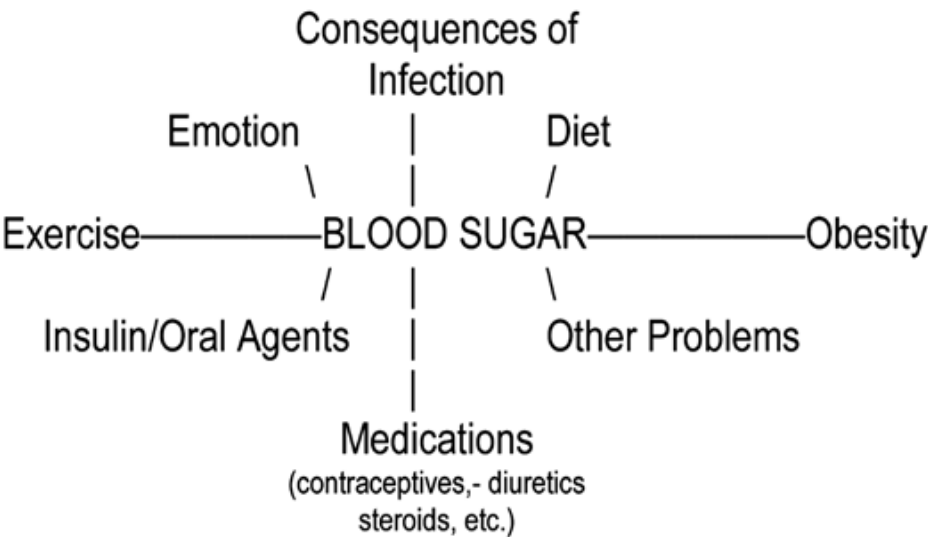 Consequences of
Infection
Emotion
Diet
Exercise
BLOOD SUGAR
Obesity
Insulin/Oral Agents
Other Problems
Medications
(contraceptives,- diuretics
steroids, etc.)